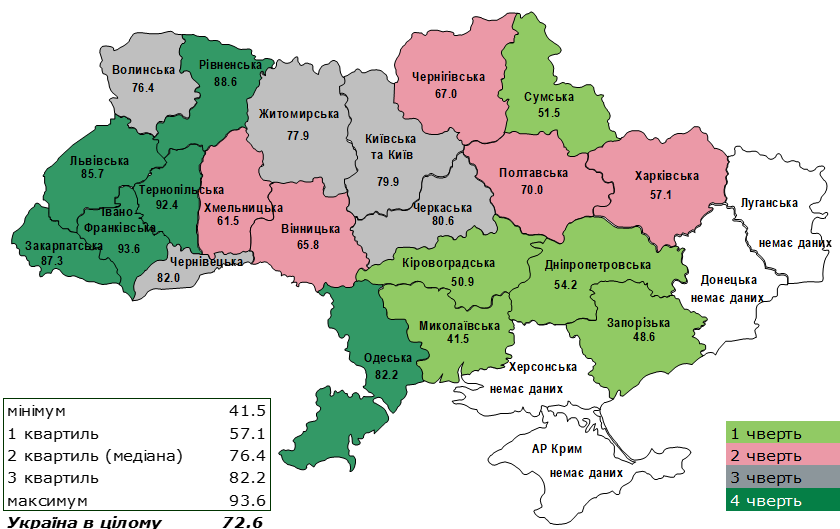 Волинська
76.4
Рівненська
88.6
Житомирська
77.9
Київська
та Київ
79.9
Чернігівська
67.0
Сумська
51.5
Львівська
85.7
Тернопільська
92.4
Хмельницька
61.5
Вінницька
65.8
Черкаська
80.6
Полтавська
70.0
Харківська
57.1
Луганська
немає даних
Івано
Франківська
93.6
Закарпатська
87.3
Чернівецька
82.0
Кіровоградська
50.9
Дніпропетровська
54.2
Донецька
немає даних
Миколаївська
41.5
Запорізька
48.6
Одеська
82.2
Херсонська
немає даних
АР Крим
немає даних
мінімум 41.5
1 квартиль 57.1
2 квартиль (медіана) 76.4
3 квартиль 82.2
максимум 93.6
Україна в цілому 72.6
1 чверть
2 чверть
3 чверть
4 чверть